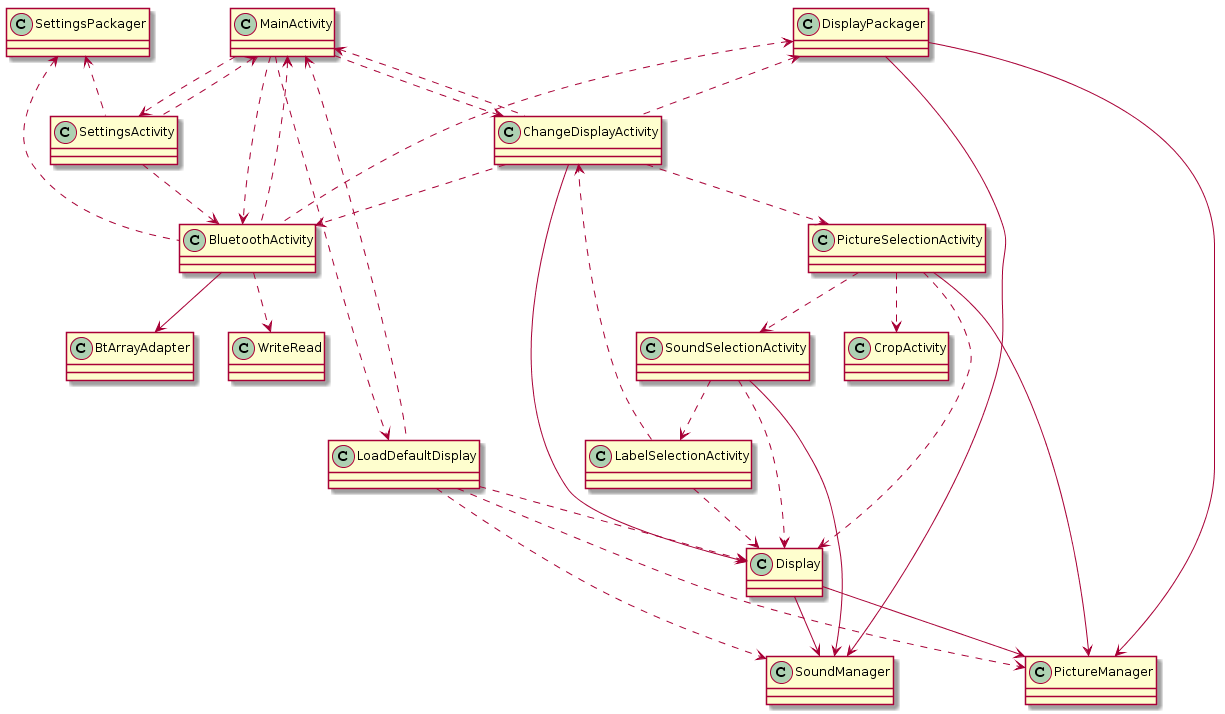 C SettingsPackager
C MainActivity
C DisplayPackager
C SettingsActivity
C ChangeDisplayActivity
C BluetoothActivity
C PictureSelectionActivity
C BtArrayAdapter
C WriteRead
C SoundSelectionActivity
C CropActivity
C LoadDefaultDisplay
C LabelSelectionActivity
C Display
C SoundManager
C PictureManager